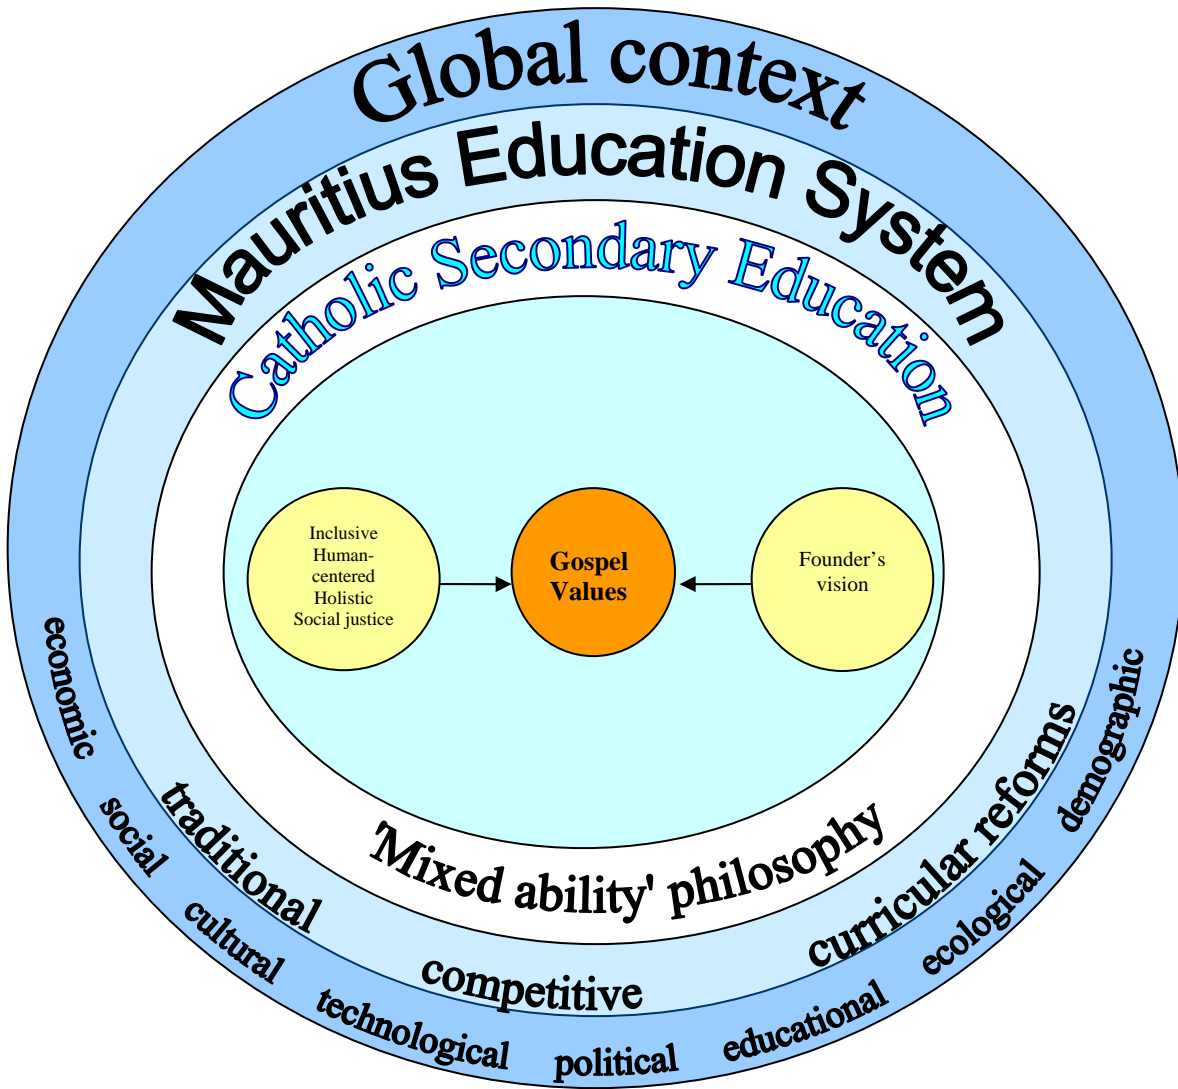 Global context
Mauritius Education System
Catholic Secondary Education
Inclusive
Human-
centered
Holistic
Social justice
Gospel
Values
Founder’s
vision
'Mixed ability' philosophy
traditional
competitive
curricular reforms
economic
social
cultural
technological
political
educational
ecological
demographic